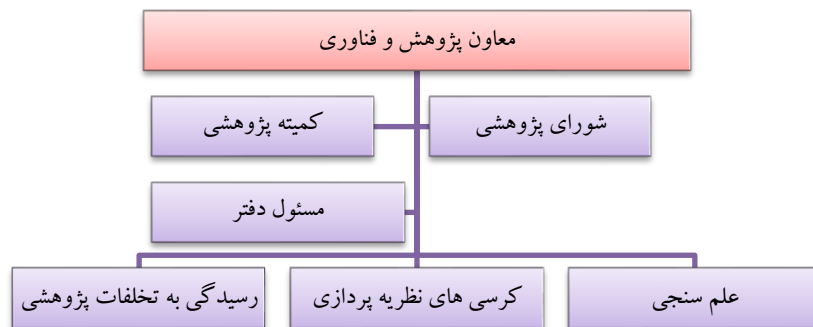 معاون پژوهش و فناوری
شورای پژوهشی
کمیته پژوهشی
مسئول دفتر
علم سنجی
کرسی های نظریه پردازی
رسیدگی به تخلفات پژوهشی